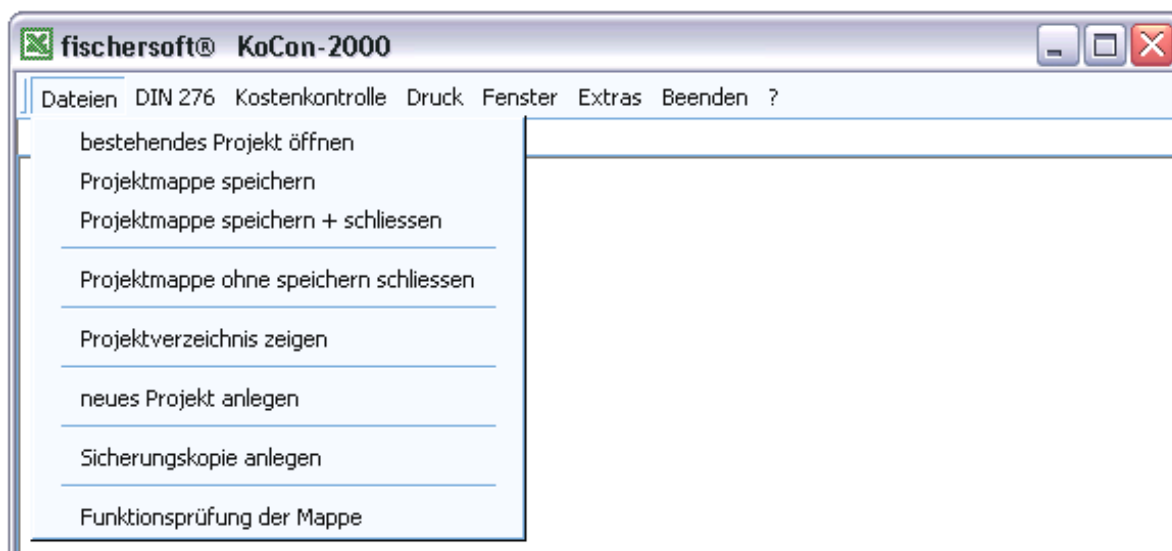 fischersoft® KoCon-2000
Dateien DIN 276 Kostenkontrolle Druck Fenster Extras Beenden ?
bestehendes Projekt öffnen
Projektmappe speichern
Projektmappe speichern + schliessen
Projektmappe ohne speichern schliessen
Projektverzeichnis zeigen
neues Projekt anlegen
Sicherungskopie anlegen
Funktionsprüfung der Mappe